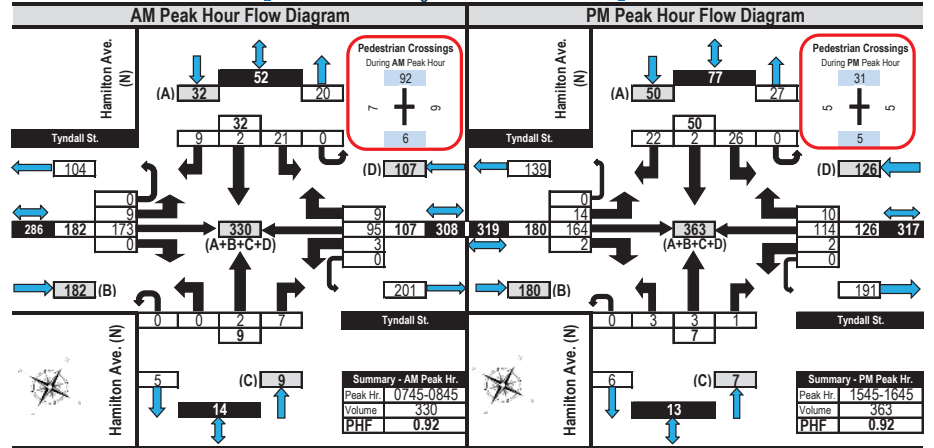 AM Peak Hour Flow Diagram
Hamilton Ave. (N)
52
(A) 32 20
Pedestrian Crossings
During AM Peak Hour
92
7 9
6
32
9 2 21 0
Tyndall St.
104
(D) 107
0
9
286 182 173
0
330
(A+B+C+D)
9
95 107 308
3
0
182 (B)
201
0 0 2 7
9
Tyndall St.
Hamilton Ave. (N)
5 (C) 9
14
Summary - AM Peak Hr.
Peak Hr. 0745-0845
Volume 330
PHF 0.92
PM Peak Hour Flow Diagram
Hamilton Ave. (N)
77
(A) 50 27
Pedestrian Crossings
During PM Peak Hour
31
5 5
5
50
22 2 26 0
Tyndall St.
139
(D) 126
0
14
319 180 164
2
363
(A+B+C+D)
10
114 126 317
2
0
180 (B)
191
0 3 3 1
7
Tyndall St.
Hamilton Ave. (N)
6 (C) 7
13
Summary - PM Peak Hr.
Peak Hr. 1545-1645
Volume 363
PHF 0.92